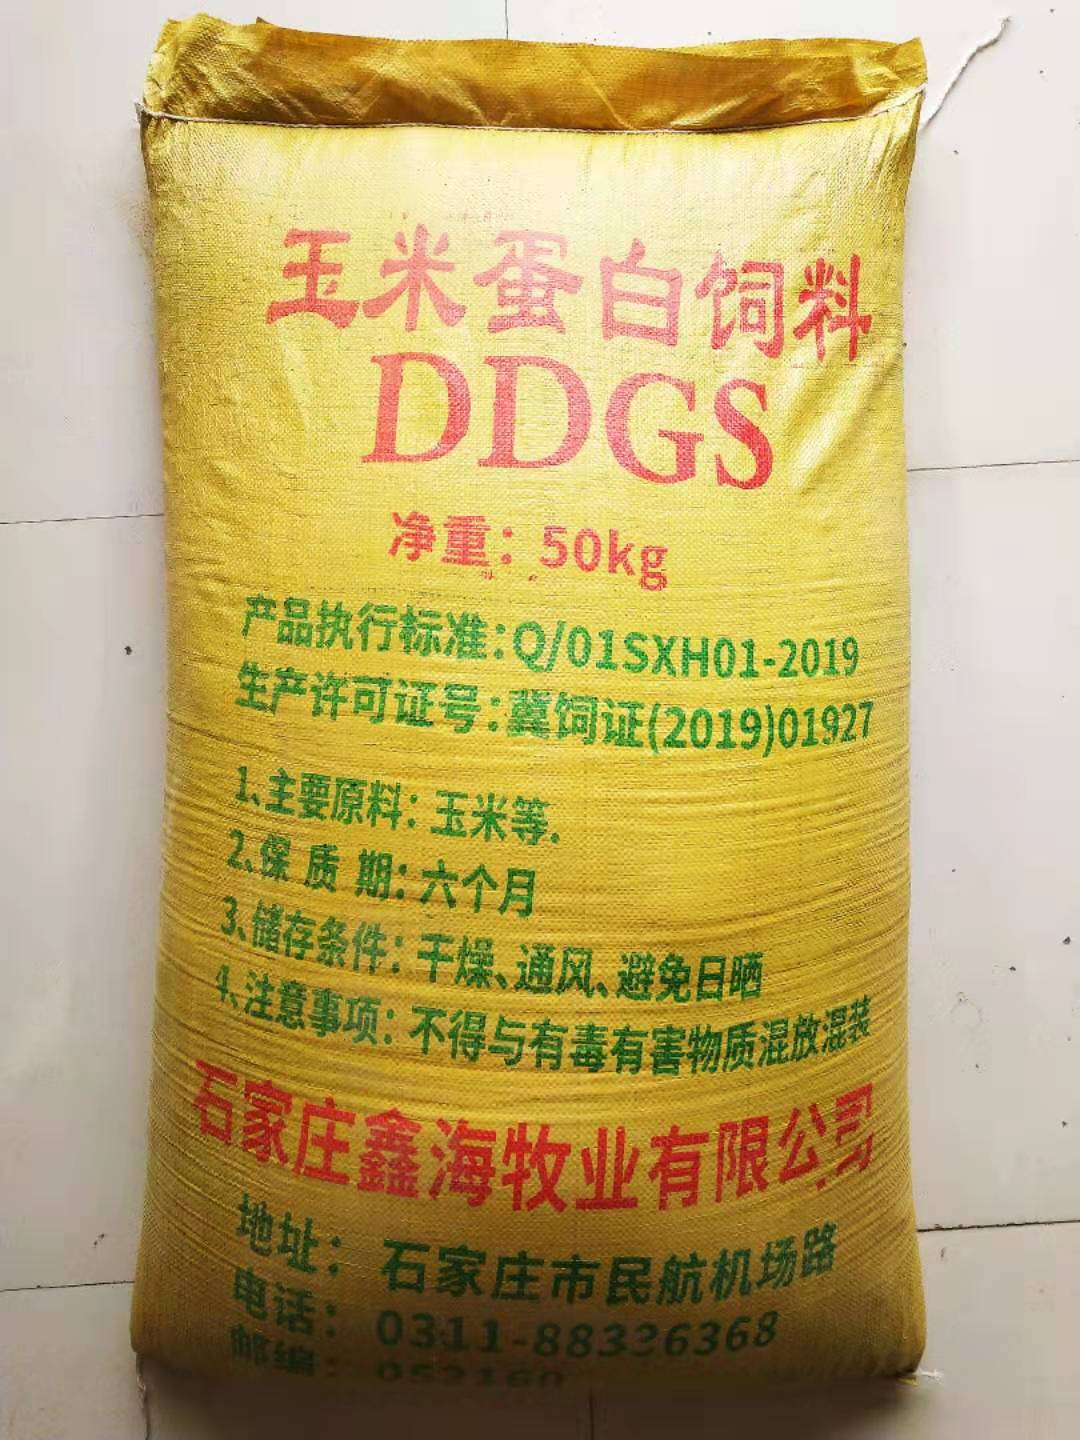 玉米蛋白饲料
DDGS
净重：50kg
产品执行标准：Q/01SXH01-2019
生产许可证号：冀饲证(2019)01927
1、主要原料：玉米等.
2、保 质 期：六个月
3、储存条件：干燥、通风、避免日晒
4、注意事项：不得与有毒有害物质混放混装
石家庄鑫海牧业有限公司
地址：石家庄市民航机场路
电话：0311-88326368
邮编：052160